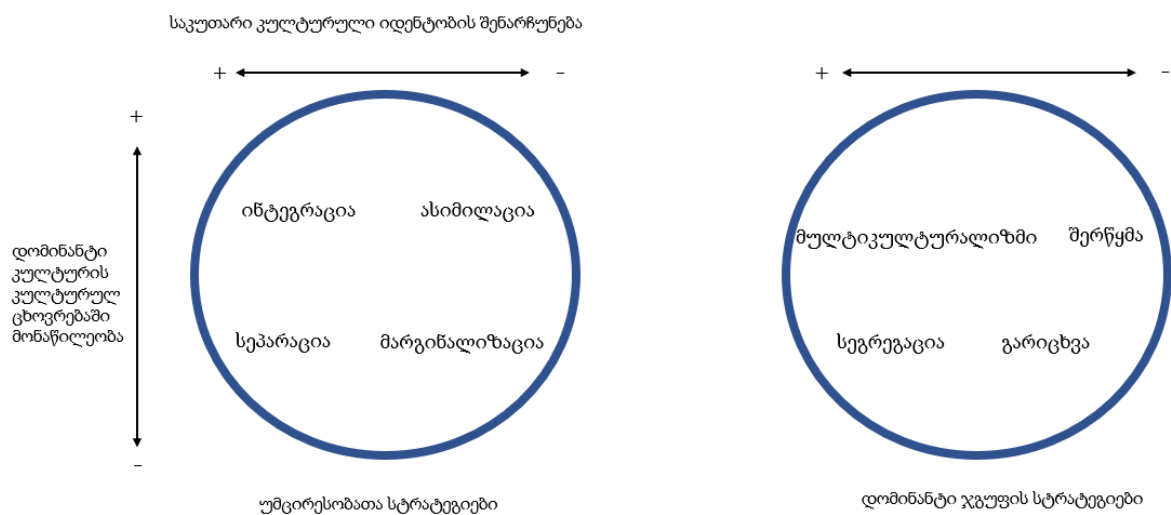 საკუთარი კულტურული იდენტობის შენარჩუნება
+ -
+ -
+
ინტეგრაცია ასიმილაცია
მულტიკულტურალიზმი შერწყმა
დომინანტი
კულტურის
კულტურულ
ცხოვრებაში
მონაწილეობა
სეპარაცია მარგინალიზაცია
სეგრეგაცია გარიცხვა
-
უმცირესობათა სტრატეგიები
დომინანტი ჯგუფის სტრატეგიები